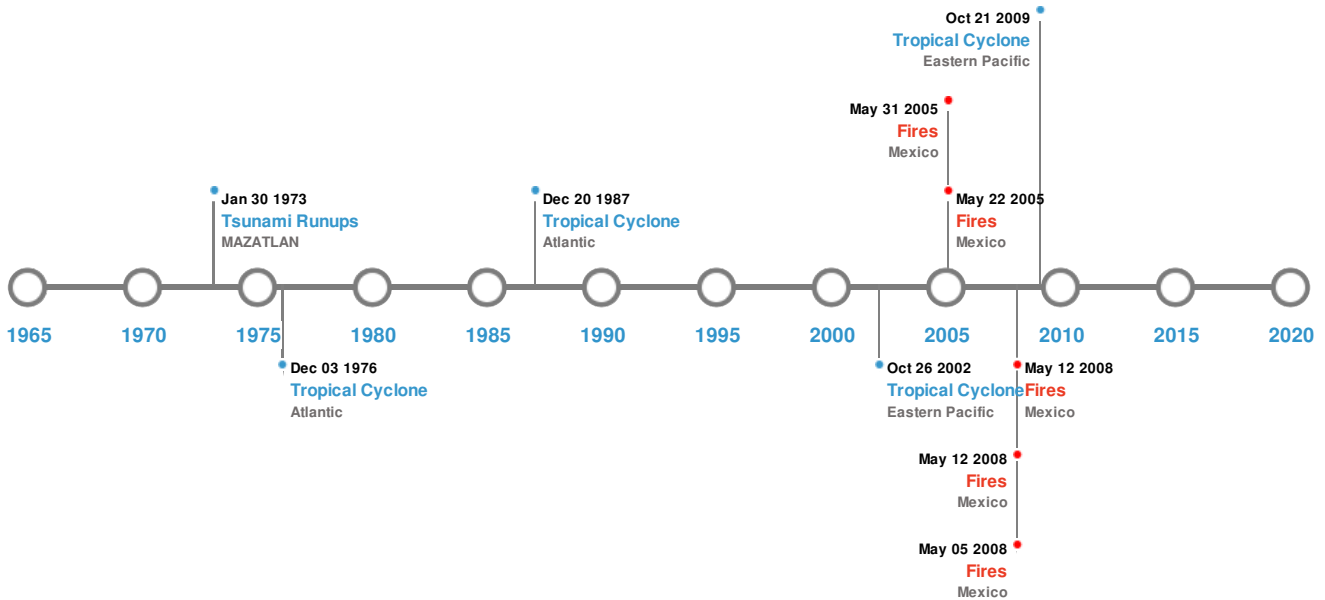 Oct 21 2009
Tropical Cyclone
Eastern Pacific
May 31 2005
Fires
Mexico
Jan 30 1973
Tsunami Runups
MAZATLAN
Dec 20 1987
Tropical Cyclone
Atlantic
May 22 2005
Fires
Mexico
1965 1970 1975 1980 1985 1990 1995 2000 2005 2010 2015 2020
Dec 03 1976
Tropical Cyclone
Atlantic
Oct 26 2002
Tropical Cyclone
Eastern Pacific
May 12 2008
Fires
Mexico
May 12 2008
Fires
Mexico
May 05 2008
Fires
Mexico